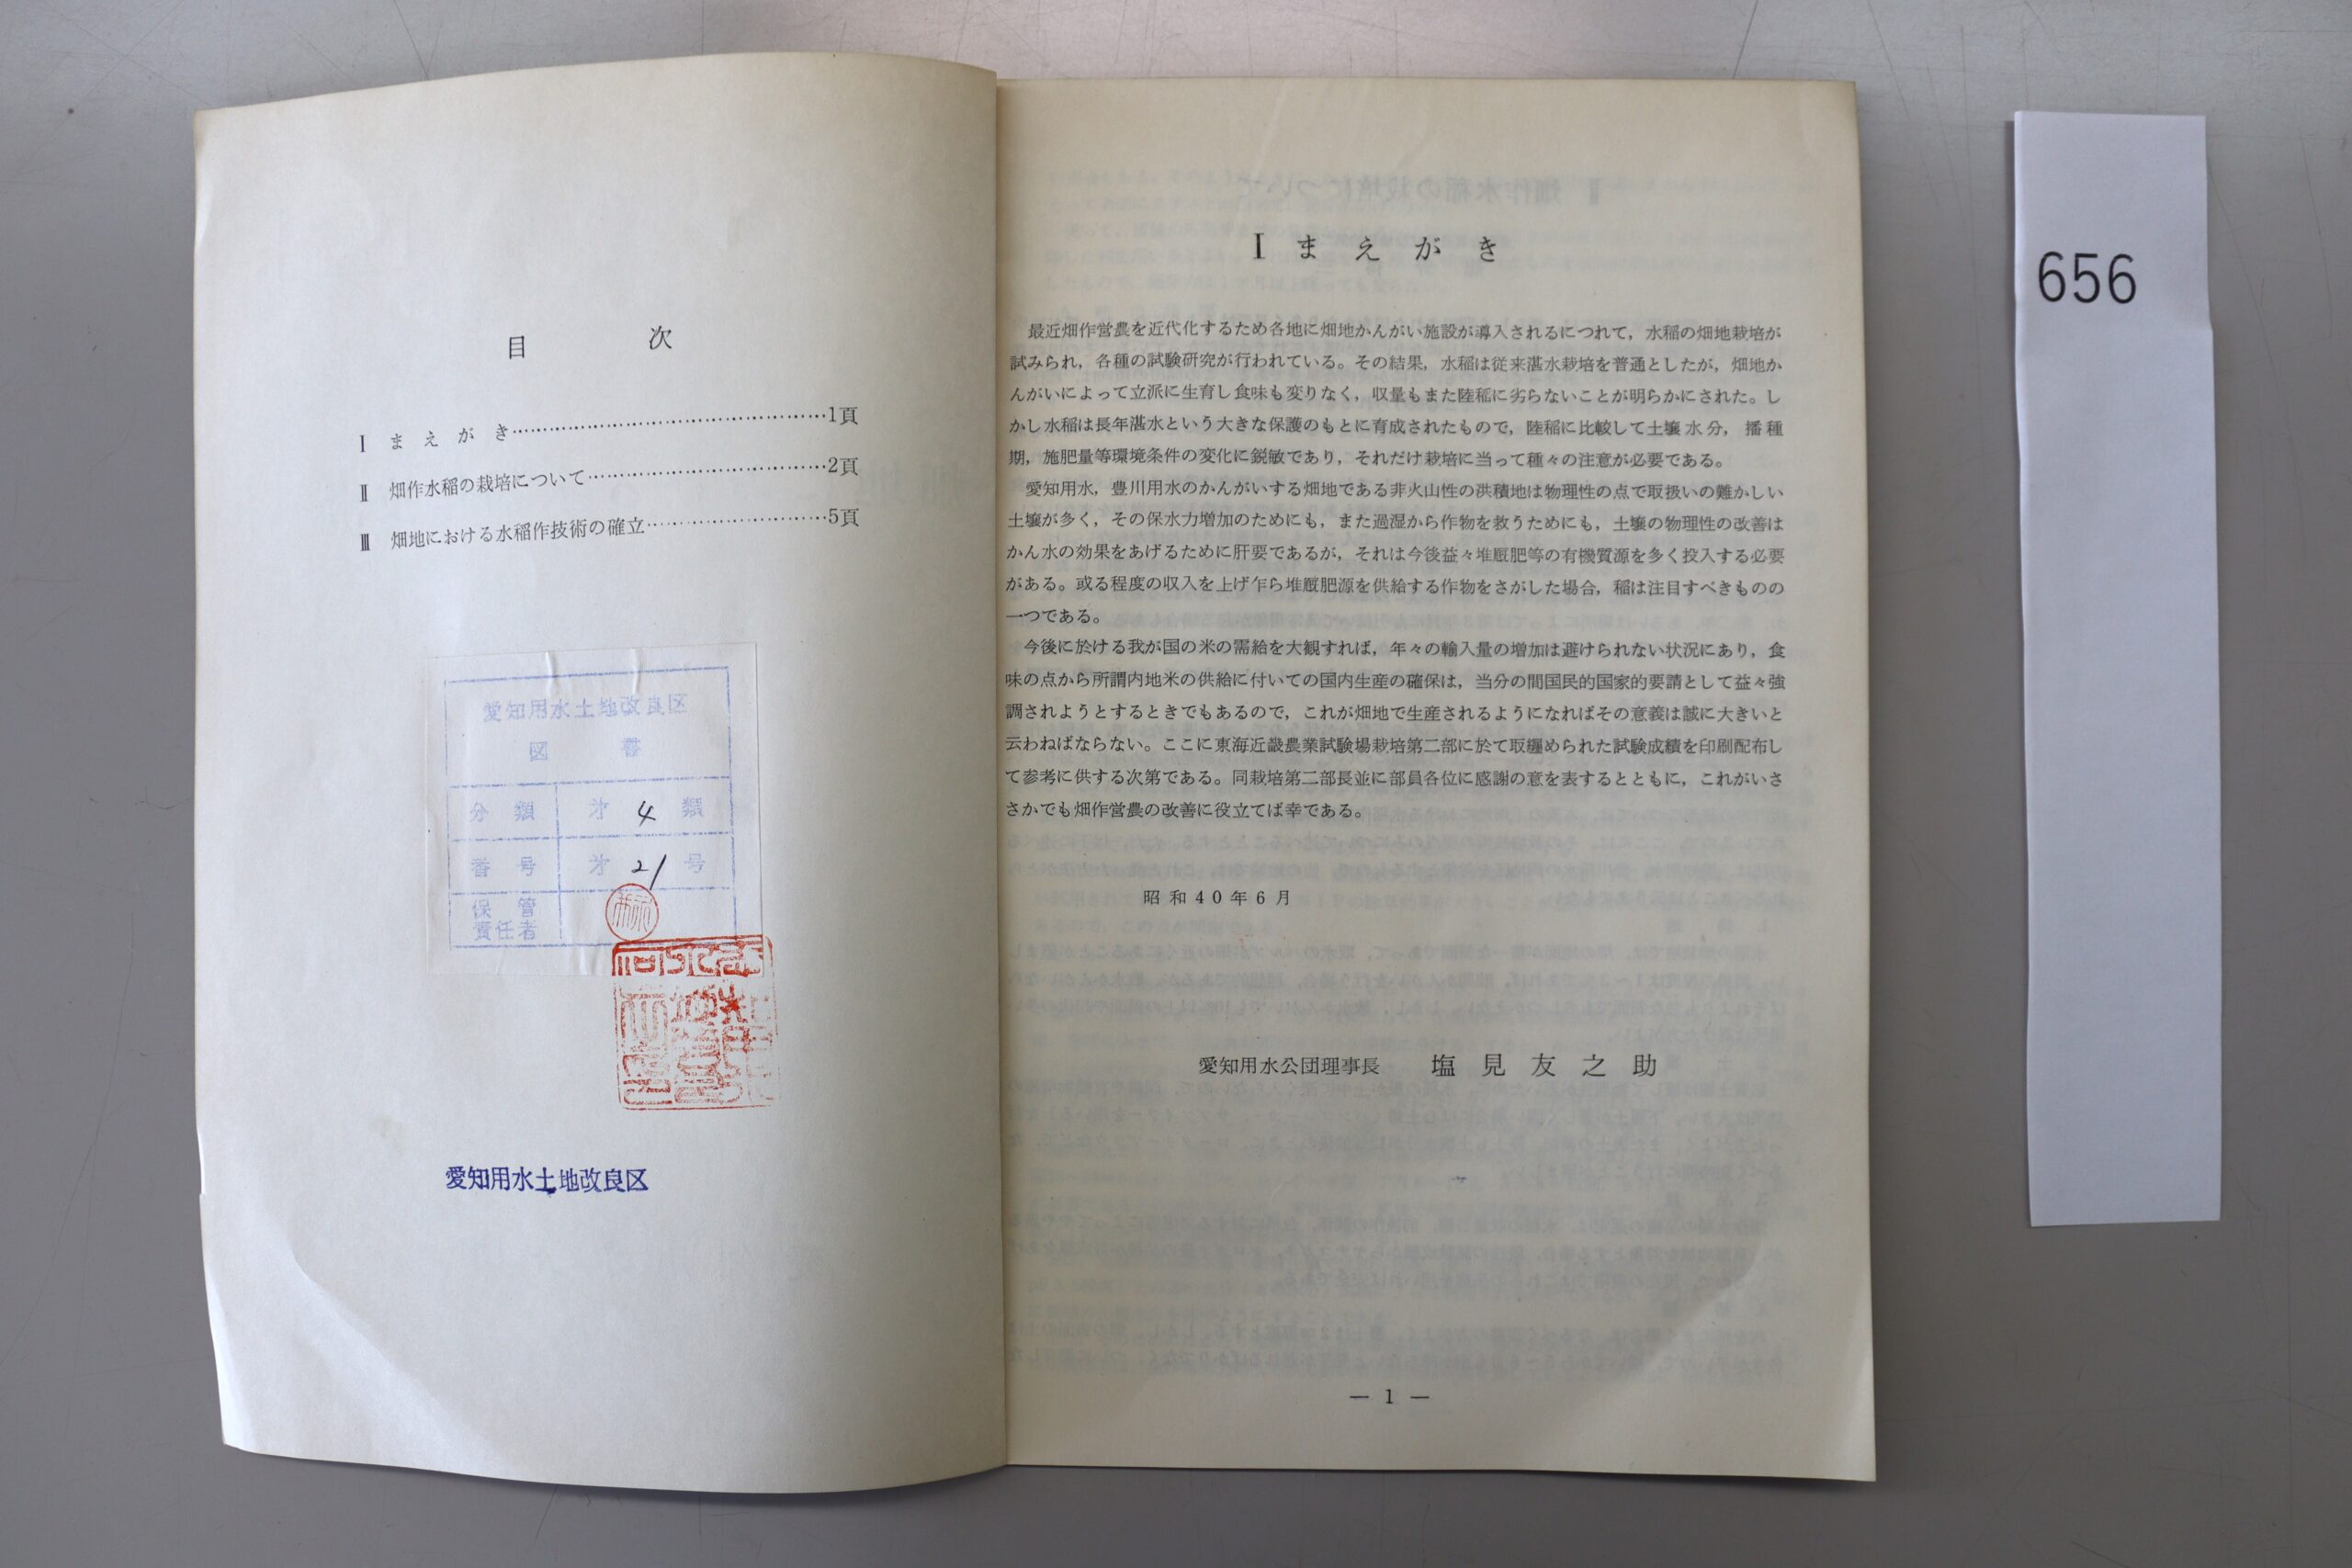 目次
Ⅰ まえがき……………………………………1頁
Ⅱ 畑作水稲の栽培について……………………………2頁
Ⅲ 畑地における水稲作技術の確立………………………5頁
愛知用水土地改良区
図書
分類 㐧4類
番号 㐧21号
保管
責任者
愛知用水土地改良区
Ⅰ まえがき
最近畑作営農を近代化するため各地に畑地かんがい施設が導入されるにつれて，水稲の畑地栽培が
試みられ，各種の試験研究が行われている。その結果，水稲は従来湛水栽培を普通としたが，畑地か
んがいによって立派に生育し食味も変りなく，収量もまた陸稲に劣らないことが明らかにされた。し
かし水稲は長年湛水という大きな保護のもとに育成されたもので，陸稲に比較して土壌水分，播種
期，施肥量等環境条件の変化に鋭敏であり，それだけ栽培に当って種々の注意が必要である。
愛知用水，豊川用水のかんがいする畑地である非火山性の洪積地は物理性の点で取扱いの難かしい
土壌が多く，その保水力増加のためにも，また過湿から作物を救うためにも，土壌の物理性の改善は
かん水の効果をあげるために肝要であるが，それは今後益々堆厩肥等の有機質源を多く投入する必要
がある。或る程度の収入を上げ乍ら堆厩肥源を供給する作物をさがした場合，稲は注目すべきものの
一つである。
今後に於ける我が国の米の需給を大観すれば，年々の輸入量の増加は避けられない状況にあり，食
味の点から所謂内地米の供給に付いての国内生産の確保は，当分の間国民的国家的要請として益々強
調されようとするときでもあるので，これが畑地で生産されるようになればその意義は誠に大きいと
云わねばならない。ここに東海近畿農業試験場栽培第二部に於て取纒められた試験成績を印刷配布し
て参考に供する次第である。同栽培第二部長並に部員各位に感謝の意を表するとともに，これがいさ
さかでも畑作営農の改善に役立てば幸である。
昭和40年6月
愛知用水公団理事長 塩見友之助
— 1 —
656